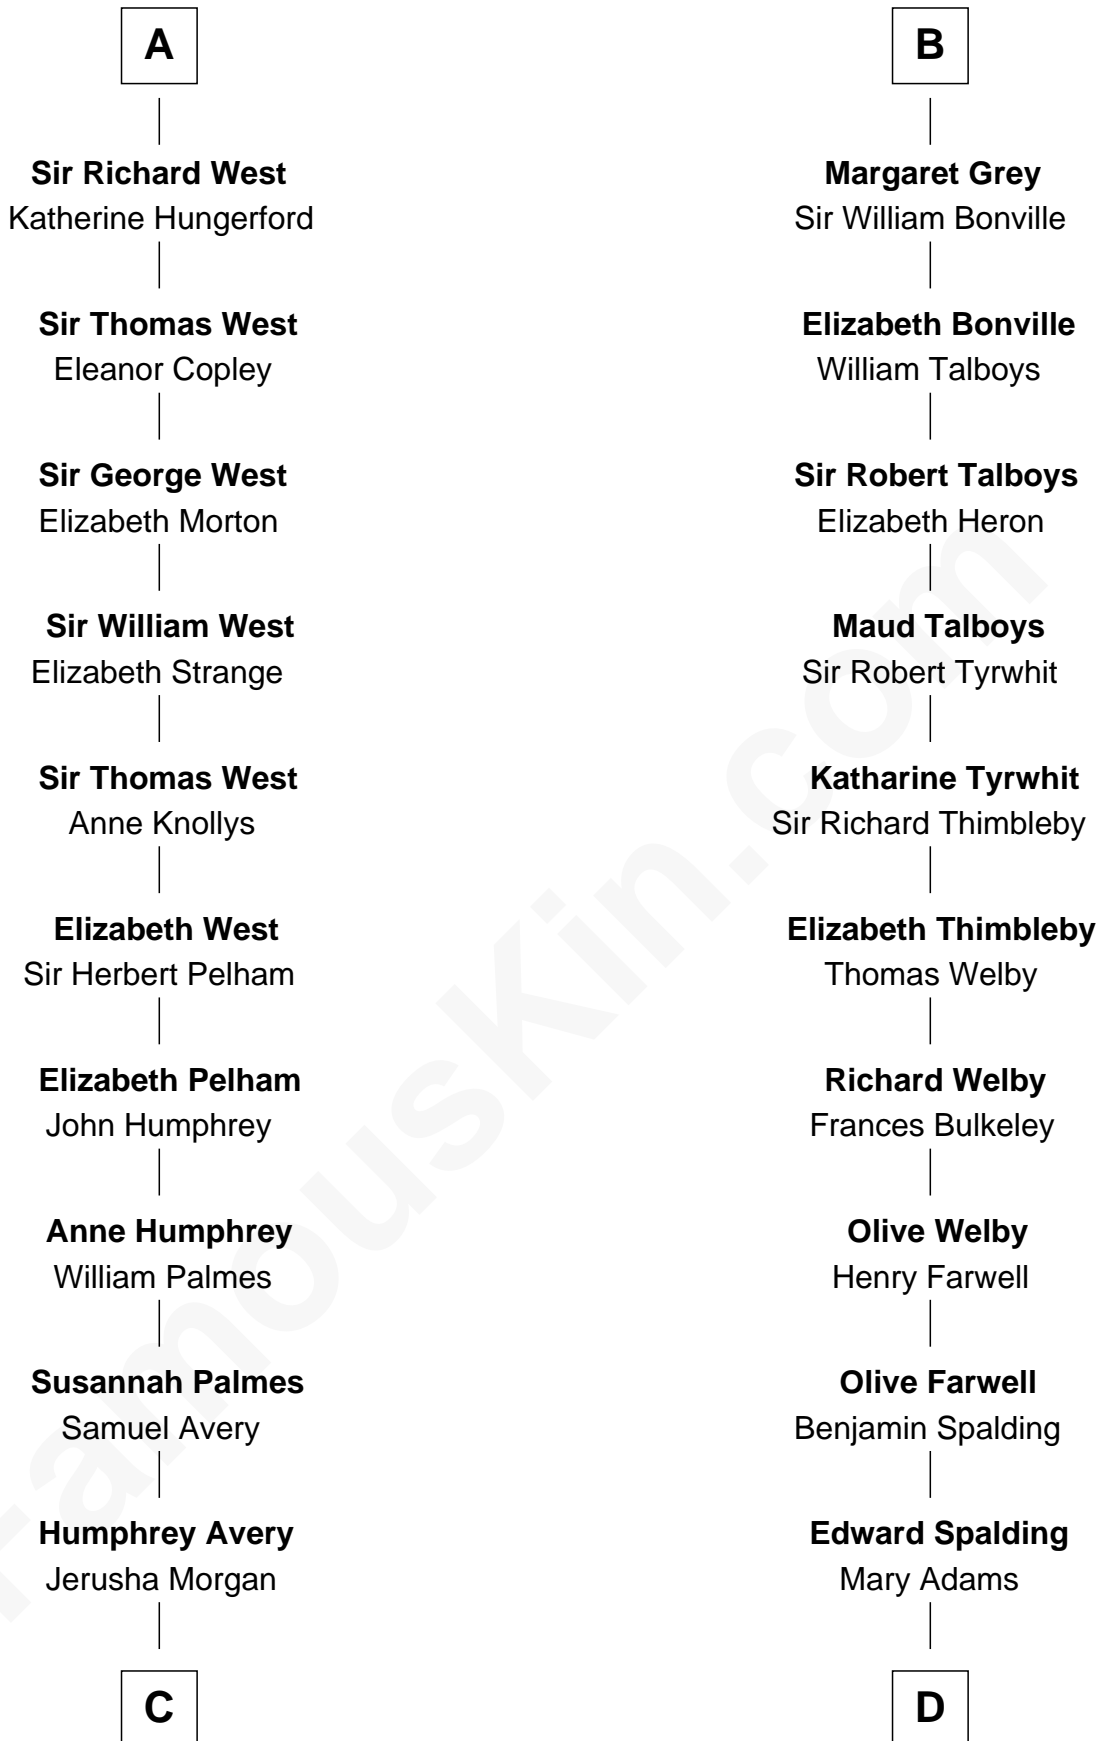 A
Sir Richard West
Katherine Hungerford
Sir Thomas West
Eleanor Copley
Sir George West
Elizabeth Morton
Sir William West
Elizabeth Strange
Sir Thomas West
Anne Knollys
Elizabeth West
Sir Herbert Pelham
Elizabeth Pelham
John Humphrey
Anne Humphrey
William Palmes
Susannah Palmes
Samuel Avery
Humphrey Avery
Jerusha Morgan
C
B
Margaret Grey
Sir William Bonville
Elizabeth Bonville
William Talboys
Sir Robert Talboys
Elizabeth Heron
Maud Talboys
Sir Robert Tyrwhit
Katharine Tyrwhit
Sir Richard Thimbleby
Elizabeth Thimbleby
Thomas Welby
Richard Welby
Frances Bulkeley
Olive Welby
Henry Farwell
Olive Farwell
Benjamin Spalding
Edward Spalding
Mary Adams
D
FamousKin.com